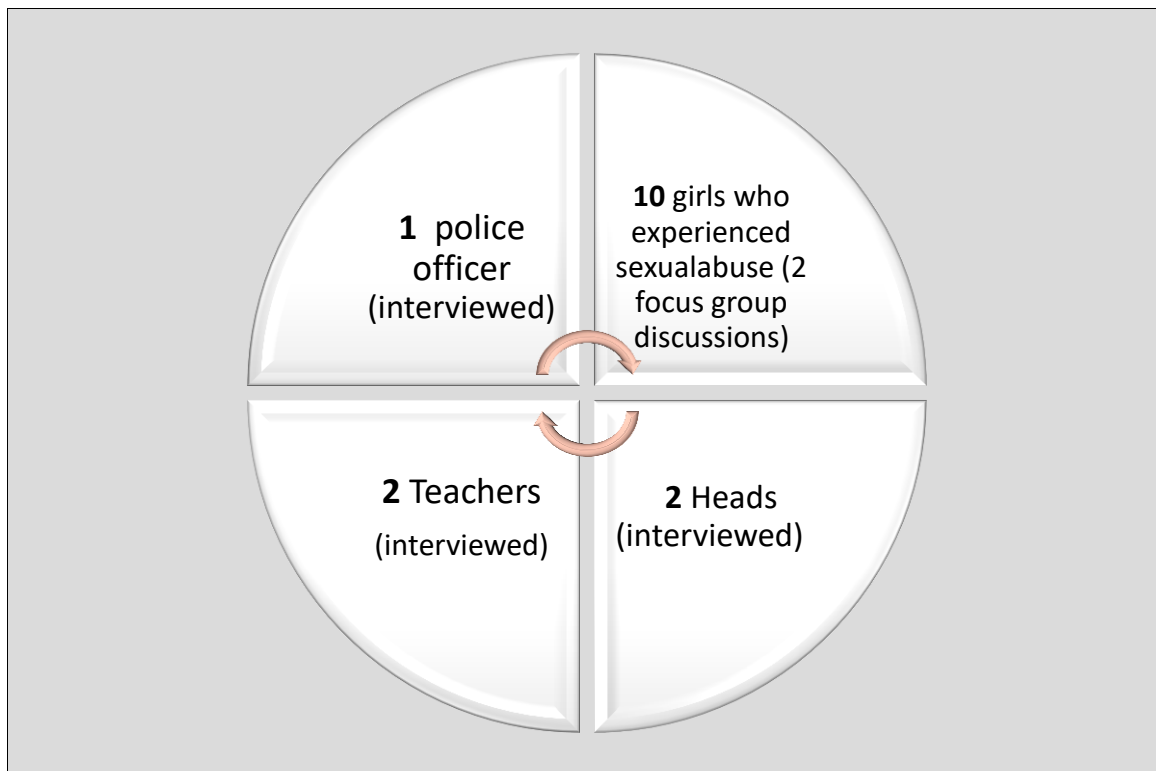 1 police
officer
(interviewed)
10 girls who
experienced
sexualabuse (2
focus group
discussions)
2 Teachers
(interviewed)
2 Heads
(interviewed)